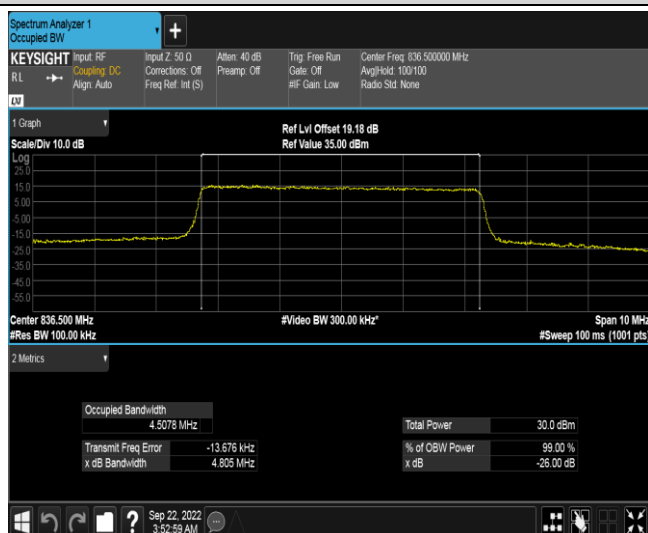 Spectrum Analyzer 1
Occupied BW
+
KEYSIGHT
RL
LXI
Input: RF
Coupling: DC
Align: Auto
Input Z: 50 Ω
Corrections: Off
Freq Ref: Int (S)
Atten: 40 dB
Preamp: Off
Trig: Free Run
Gate: Off
#IF Gain: Low
Center Freq: 836.500000 MHz
Avg|Hold: 100/100
Radio Std: None
1 Graph
Scale/Div 10.0 dB
Ref Lvl Offset 19.18 dB
Ref Value 35.00 dBm
Log
25.0
15.0
5.00
-5.00
-15.0
-25.0
-35.0
-45.0
-55.0
Center 836.500 MHz
#Res BW 100.00 kHz
#Video BW 300.00 kHz*
Span 10 MHz
#Sweep 100 ms (1001 pts)
2 Metrics
Occupied Bandwidth
4.5078 MHz
Transmit Freq Error -13.676 kHz
x dB Bandwidth 4.805 MHz
Total Power 30.0 dBm
% of OBW Power 99.00 %
x dB -26.00 dB
?
Sep 22, 2022
3:52:59 AM